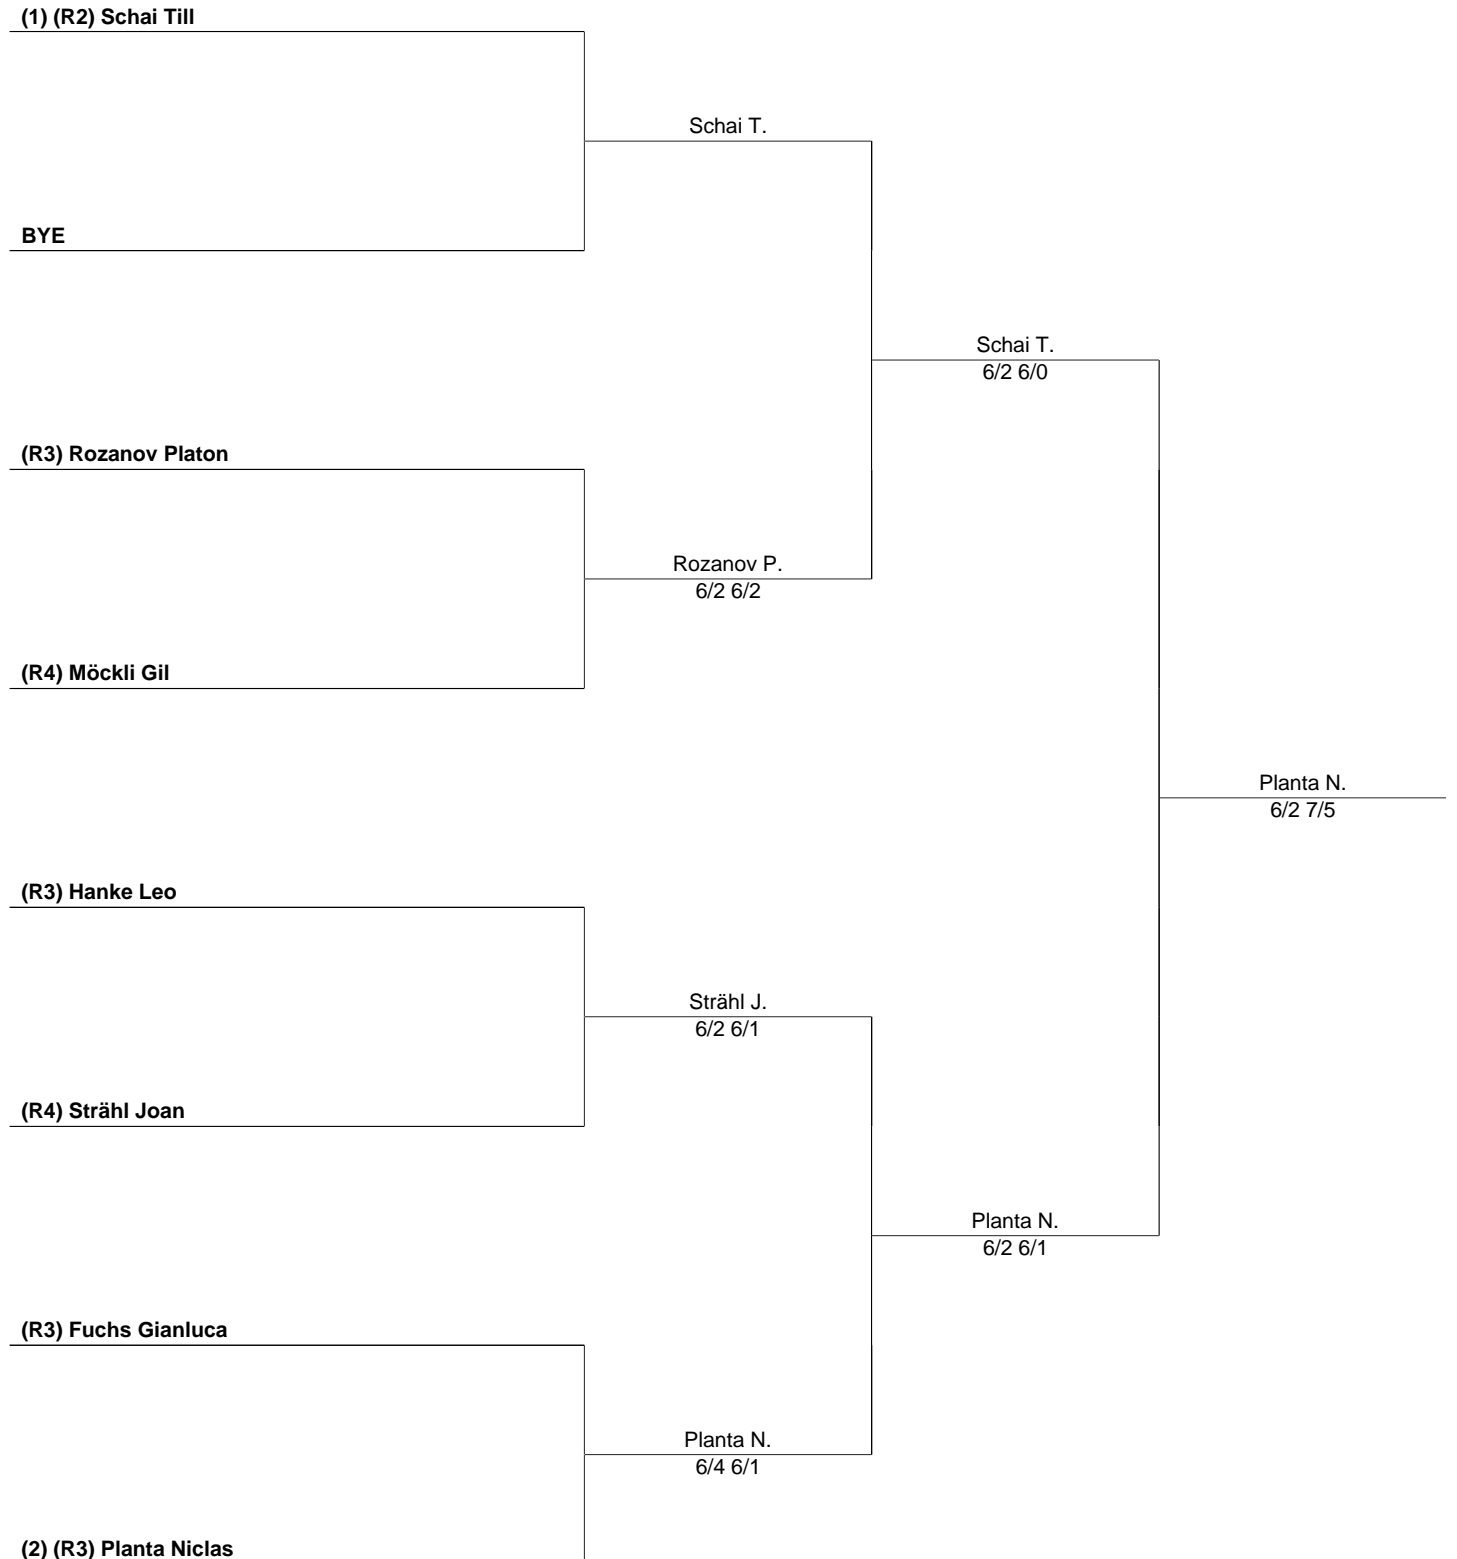 (1) (R2) Schai Till
Schai T.
BYE
Schai T.
6/2 6/0
(R3) Rozanov Platon
Rozanov P.
6/2 6/2
(R4) Möckli Gil
Planta N.
6/2 7/5
(R3) Hanke Leo
Strähl J.
6/2 6/1
(R4) Strähl Joan
Planta N.
6/2 6/1
(R3) Fuchs Gianluca
Planta N.
6/4 6/1
(2) (R3) Planta Niclas